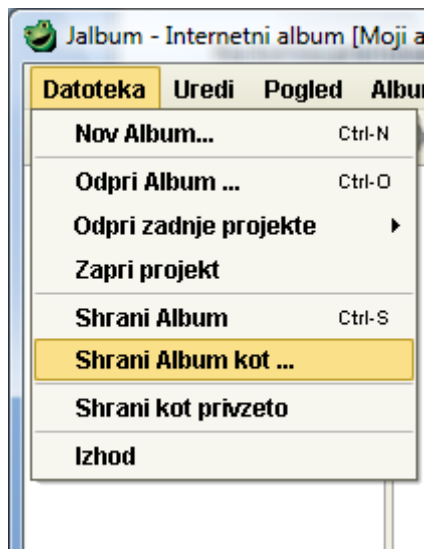 Jalbum - Internetni album [Moji a
Datoteka Uredi Pogled Albu
Nov Album... Ctrl-N
Odpri Album ... Ctrl-O
Odpri zadnje projekte
Zapri projekt
Shrani Album Ctrl-S
Shrani Album kot ...
Shrani kot privzeto
Izhod